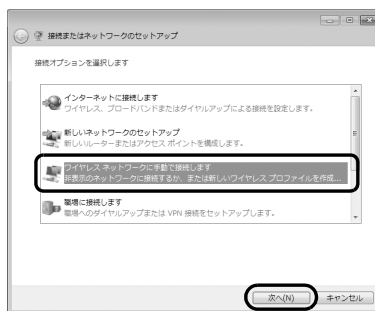 接続またはネットワークのセットアップ
接続オプションを選択します
インターネットに接続します
ワイヤレス、ブロードバンドまたはダイヤルアップによる接続を設定します。
新しいネットワークのセットアップ
新しいルーターまたはアクセス ポイントを構成します。
ワイヤレス ネットワークに手動で接続します
非表示のネットワークに接続するか、または新しいワイヤレス プロファイルを作成...
職場に接続します
職場へのダイヤルアップまたは VPN 接続をセットアップします。
次へ(N)
キャンセル